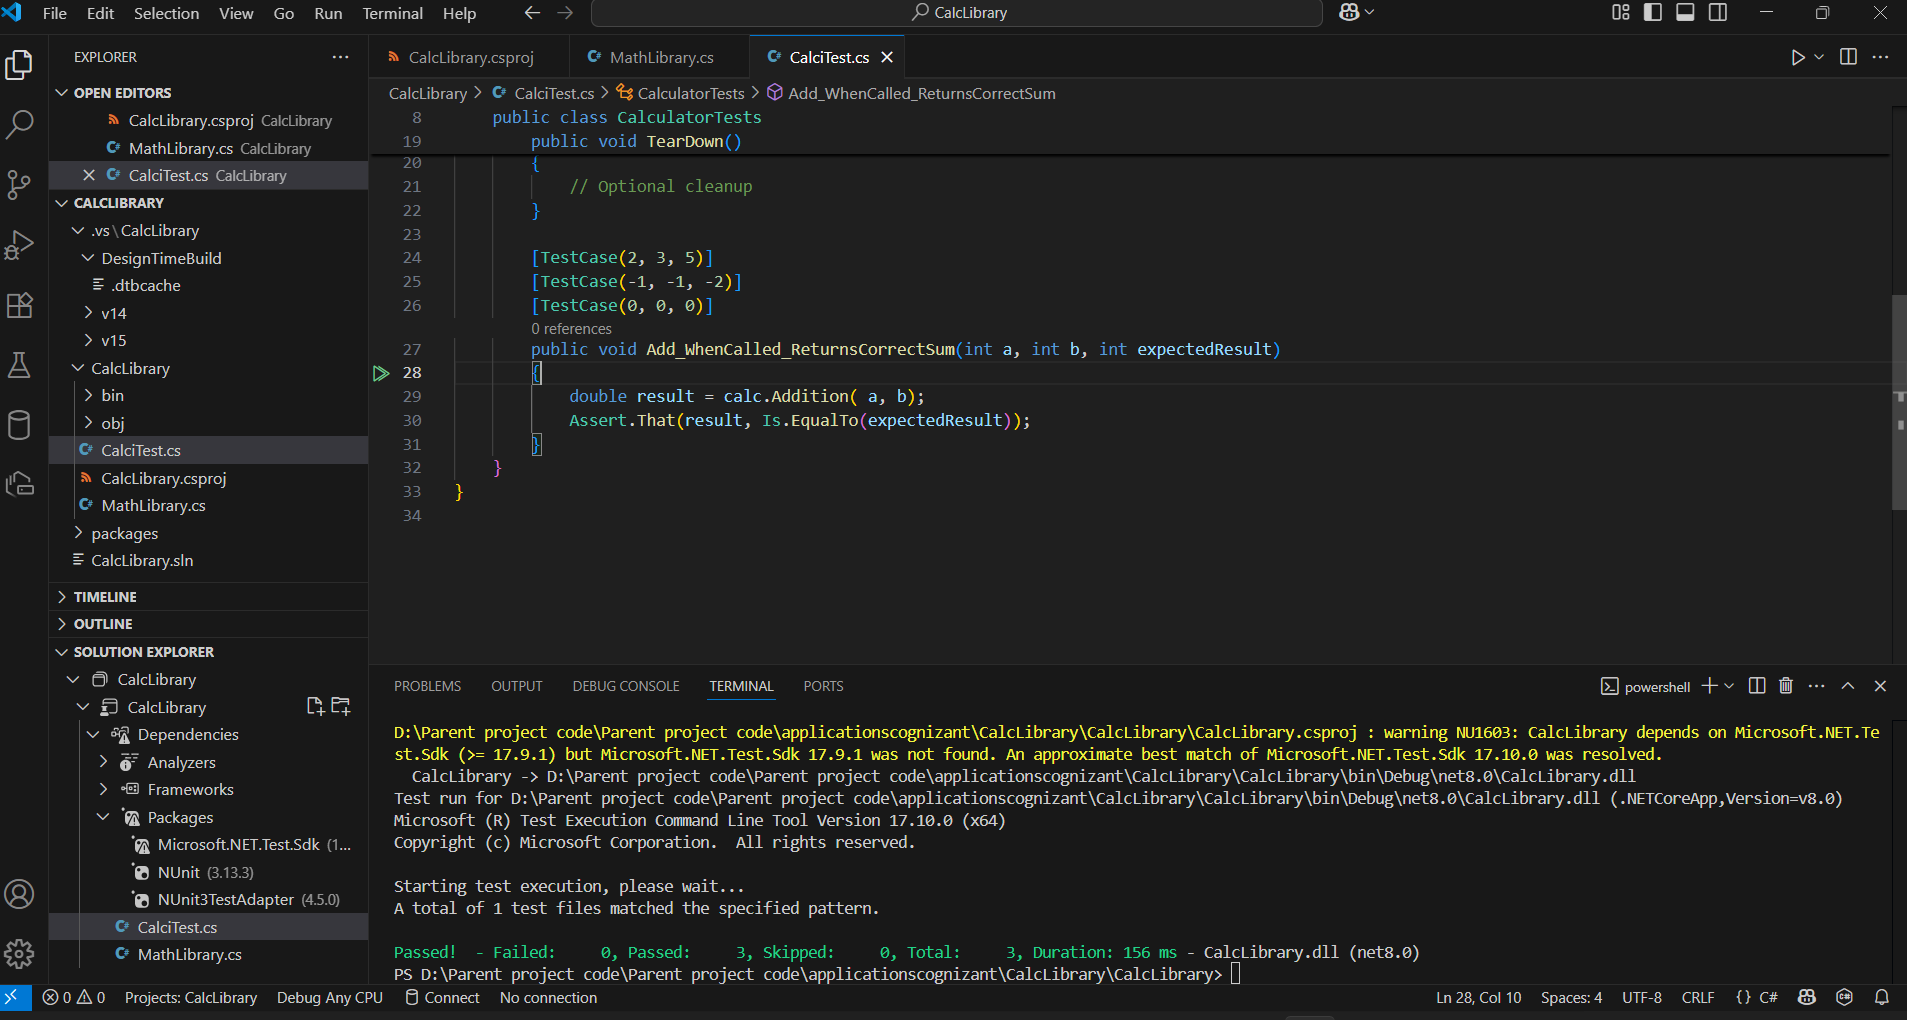 File Edit Selection View Go Run Terminal Help
CalcLibrary
EXPLORER
OPEN EDITORS
CalcLibrary.csproj CalcLibrary
MathLibrary.cs CalcLibrary
CalciTest.cs CalcLibrary
CALCLIBRARY
.vs\CalcLibrary
DesignTimeBuild
.dtbcache
v14
v15
CalcLibrary
bin
obj
CalciTest.cs
CalcLibrary.csproj
MathLibrary.cs
packages
CalcLibrary.sln
TIMELINE
OUTLINE
SOLUTION EXPLORER
CalcLibrary
CalcLibrary
Dependencies
Analyzers
Frameworks
Packages
Microsoft.NET.Test.Sdk (1...
NUnit (3.13.3)
NUnit3TestAdapter (4.5.0)
CalciTest.cs
MathLibrary.cs
CalcLibrary.csproj MathLibrary.cs CalciTest.cs
CalcLibrary > CalciTest.cs > CalculatorTests > Add_WhenCalled_ReturnsCorrectSum
8 public class CalculatorTests
19 public void TearDown()
20 {
21 // Optional cleanup
22 }
23
24 [TestCase(2, 3, 5)]
25 [TestCase(-1, -1, -2)]
26 [TestCase(0, 0, 0)]
0 references
27 public void Add_WhenCalled_ReturnsCorrectSum(int a, int b, int expectedResult)
28 {
29 double result = calc.Addition( a, b);
30 Assert.That(result, Is.EqualTo(expectedResult));
31 }
32 }
33 }
34
PROBLEMS OUTPUT DEBUG CONSOLE TERMINAL PORTS
powershell
D:\Parent project code\Parent project code\applicationscognizant\CalcLibrary\CalcLibrary\CalcLibrary.csproj : warning NU1603: CalcLibrary depends on Microsoft.NET.Te
st.Sdk (>= 17.9.1) but Microsoft.NET.Test.Sdk 17.9.1 was not found. An approximate best match of Microsoft.NET.Test.Sdk 17.10.0 was resolved.
CalcLibrary -> D:\Parent project code\Parent project code\applicationscognizant\CalcLibrary\CalcLibrary\bin\Debug\net8.0\CalcLibrary.dll
Test run for D:\Parent project code\Parent project code\applicationscognizant\CalcLibrary\CalcLibrary\bin\Debug\net8.0\CalcLibrary.dll (.NETCoreApp,Version=v8.0)
Microsoft (R) Test Execution Command Line Tool Version 17.10.0 (x64)
Copyright (c) Microsoft Corporation.  All rights reserved.
Starting test execution, please wait...
A total of 1 test files matched the specified pattern.
Passed!  - Failed:     0, Passed:     3, Skipped:     0, Total:     3, Duration: 156 ms - CalcLibrary.dll (net8.0)
PS D:\Parent project code\Parent project code\applicationscognizant\CalcLibrary\CalcLibrary>
0 0 Projects: CalcLibrary Debug Any CPU Connect No connection Ln 28, Col 10 Spaces: 4 UTF-8 CRLF {} C#